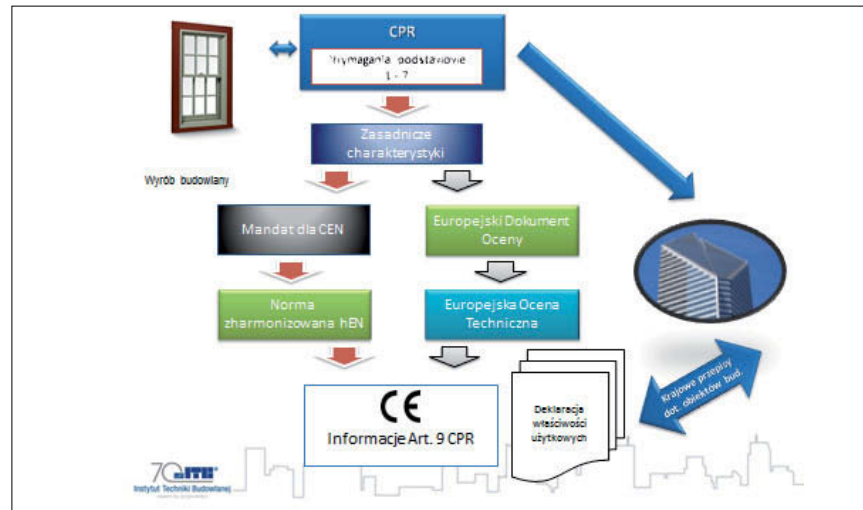 CPR
Wymagania podstawowe
1 - 7
Zasadnicze
charakterystyki
Wyrób budowlany
Mandat dla CEN
Europejski Dokument
Oceny
Norma
zharmonizowana hEN
Europejska Ocena
Techniczna
CE
Informacje Art. 9 CPR
Deklaracja
właściwości
użytkowych
Krajowe przepisy
dot. obiektów bud.
70 ITB
Instytut Techniki Budowlanej